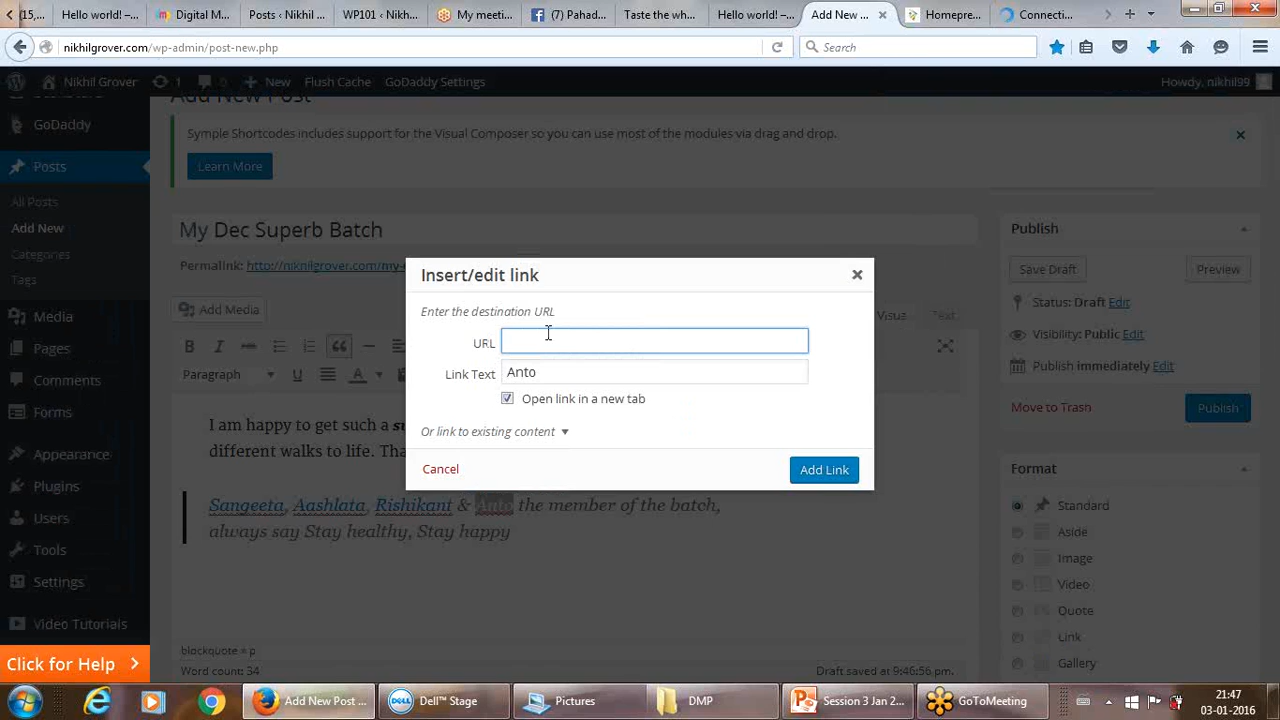 15,...
Hello world! –...
Digital M...
Posts ‹ Nikhil ...
WP101 ‹ Nikh...
My meeti...
Pahad...
Taste the wh...
Hello world! –...
Add New ...
Homepre...
Connecti...
nikhilgrover.com/wp-admin/post-new.php
Search
Nikhil Grover
1
New
Flush Cache
GoDaddy Settings
Howdy, nikhil99
GoDaddy
Posts
All Posts
Add New
Categories
Tags
Media
Pages
Comments
Forms
Appearance
Plugins
Users
Tools
Settings
Video Tutorials
Click for Help
Add New Post
Symple Shortcodes includes support for the Visual Composer so you can use most of the modules via drag and drop.
Learn More
My Dec Superb Batch
Permalink: http://nikhilgrover.com/my-
Add Media
Visua
Text
Paragraph
I am happy to get such a
different walks to life. Tha
Sangeeta, Aashlata, Rishikant & Anto the member of the batch,
always say Stay healthy, Stay happy
blockquote » p
Word count: 34
Draft saved at 9:46:56 pm.
Insert/edit link
Enter the destination URL
URL
Link Text
Anto
Open link in a new tab
Or link to existing content
Cancel
Add Link
Publish
Save Draft
Preview
Status: Draft Edit
Visibility: Public Edit
Publish immediately Edit
Move to Trash
Publish
Format
Standard
Aside
Image
Video
Quote
Link
Gallery
Add New Post ...
Dell™ Stage
Pictures
DMP
Session 3 Jan 2...
GoToMeeting
21:47
03-01-2016